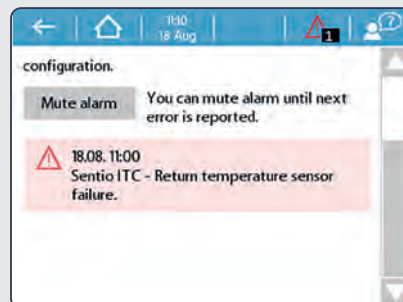 11:10
18 Aug
1
?
configuration.
Mute alarm
You can mute alarm until next
error is reported.
18.08. 11:00
Sentio ITC - Return temperature sensor
failure.